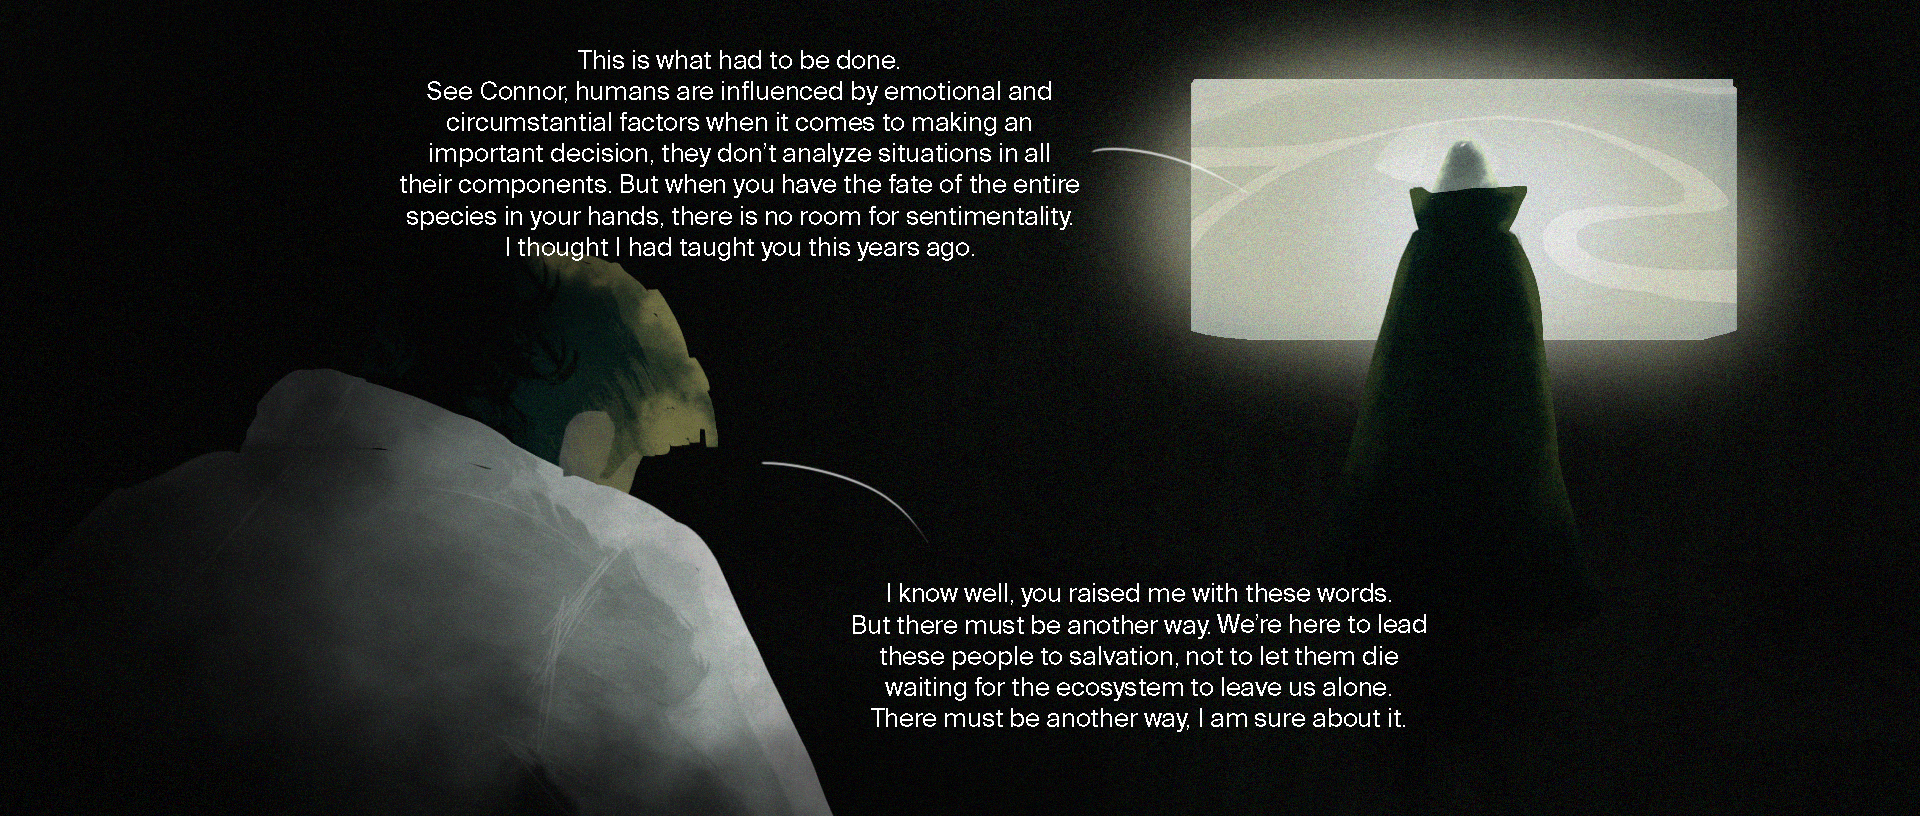 This is what had to be done.
See Connor, humans are influenced by emotional and
circumstantial factors when it comes to making an
important decision, they don't analyze situations in all
their components. But when you have the fate of the entire
species in your hands, there is no room for sentimentality.
I thought I had taught you this years ago.
I know well, you raised me with these words.
But there must be another way. We're here to lead
these people to salvation, not to let them die
waiting for the ecosystem to leave us alone.
There must be another way, I am sure about it.